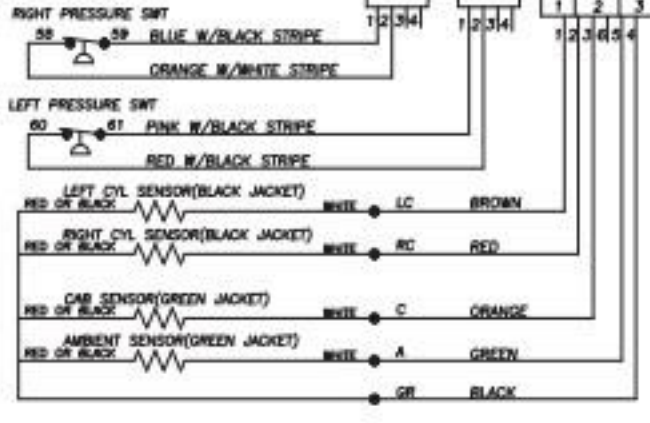 RIGHT PRESSURE SWT
1 2 3 4
1 2 3 4
1 2 3
58 59 BLUE W/BLACK STRIPE
1 2 3 6 5 4
ORANGE W/WHITE STRIPE
LEFT PRESSURE SWT
60 61 PINK W/BLACK STRIPE
RED W/BLACK STRIPE
LEFT CYL SENSOR(BLACK JACKET)
RED OR BLACK WHITE LC BROWN
RIGHT CYL SENSOR(BLACK JACKET)
RED OR BLACK WHITE RC RED
CAB SENSOR(GREEN JACKET)
RED OR BLACK WHITE C ORANGE
AMBIENT SENSOR(GREEN JACKET)
RED OR BLACK WHITE A GREEN
GR BLACK